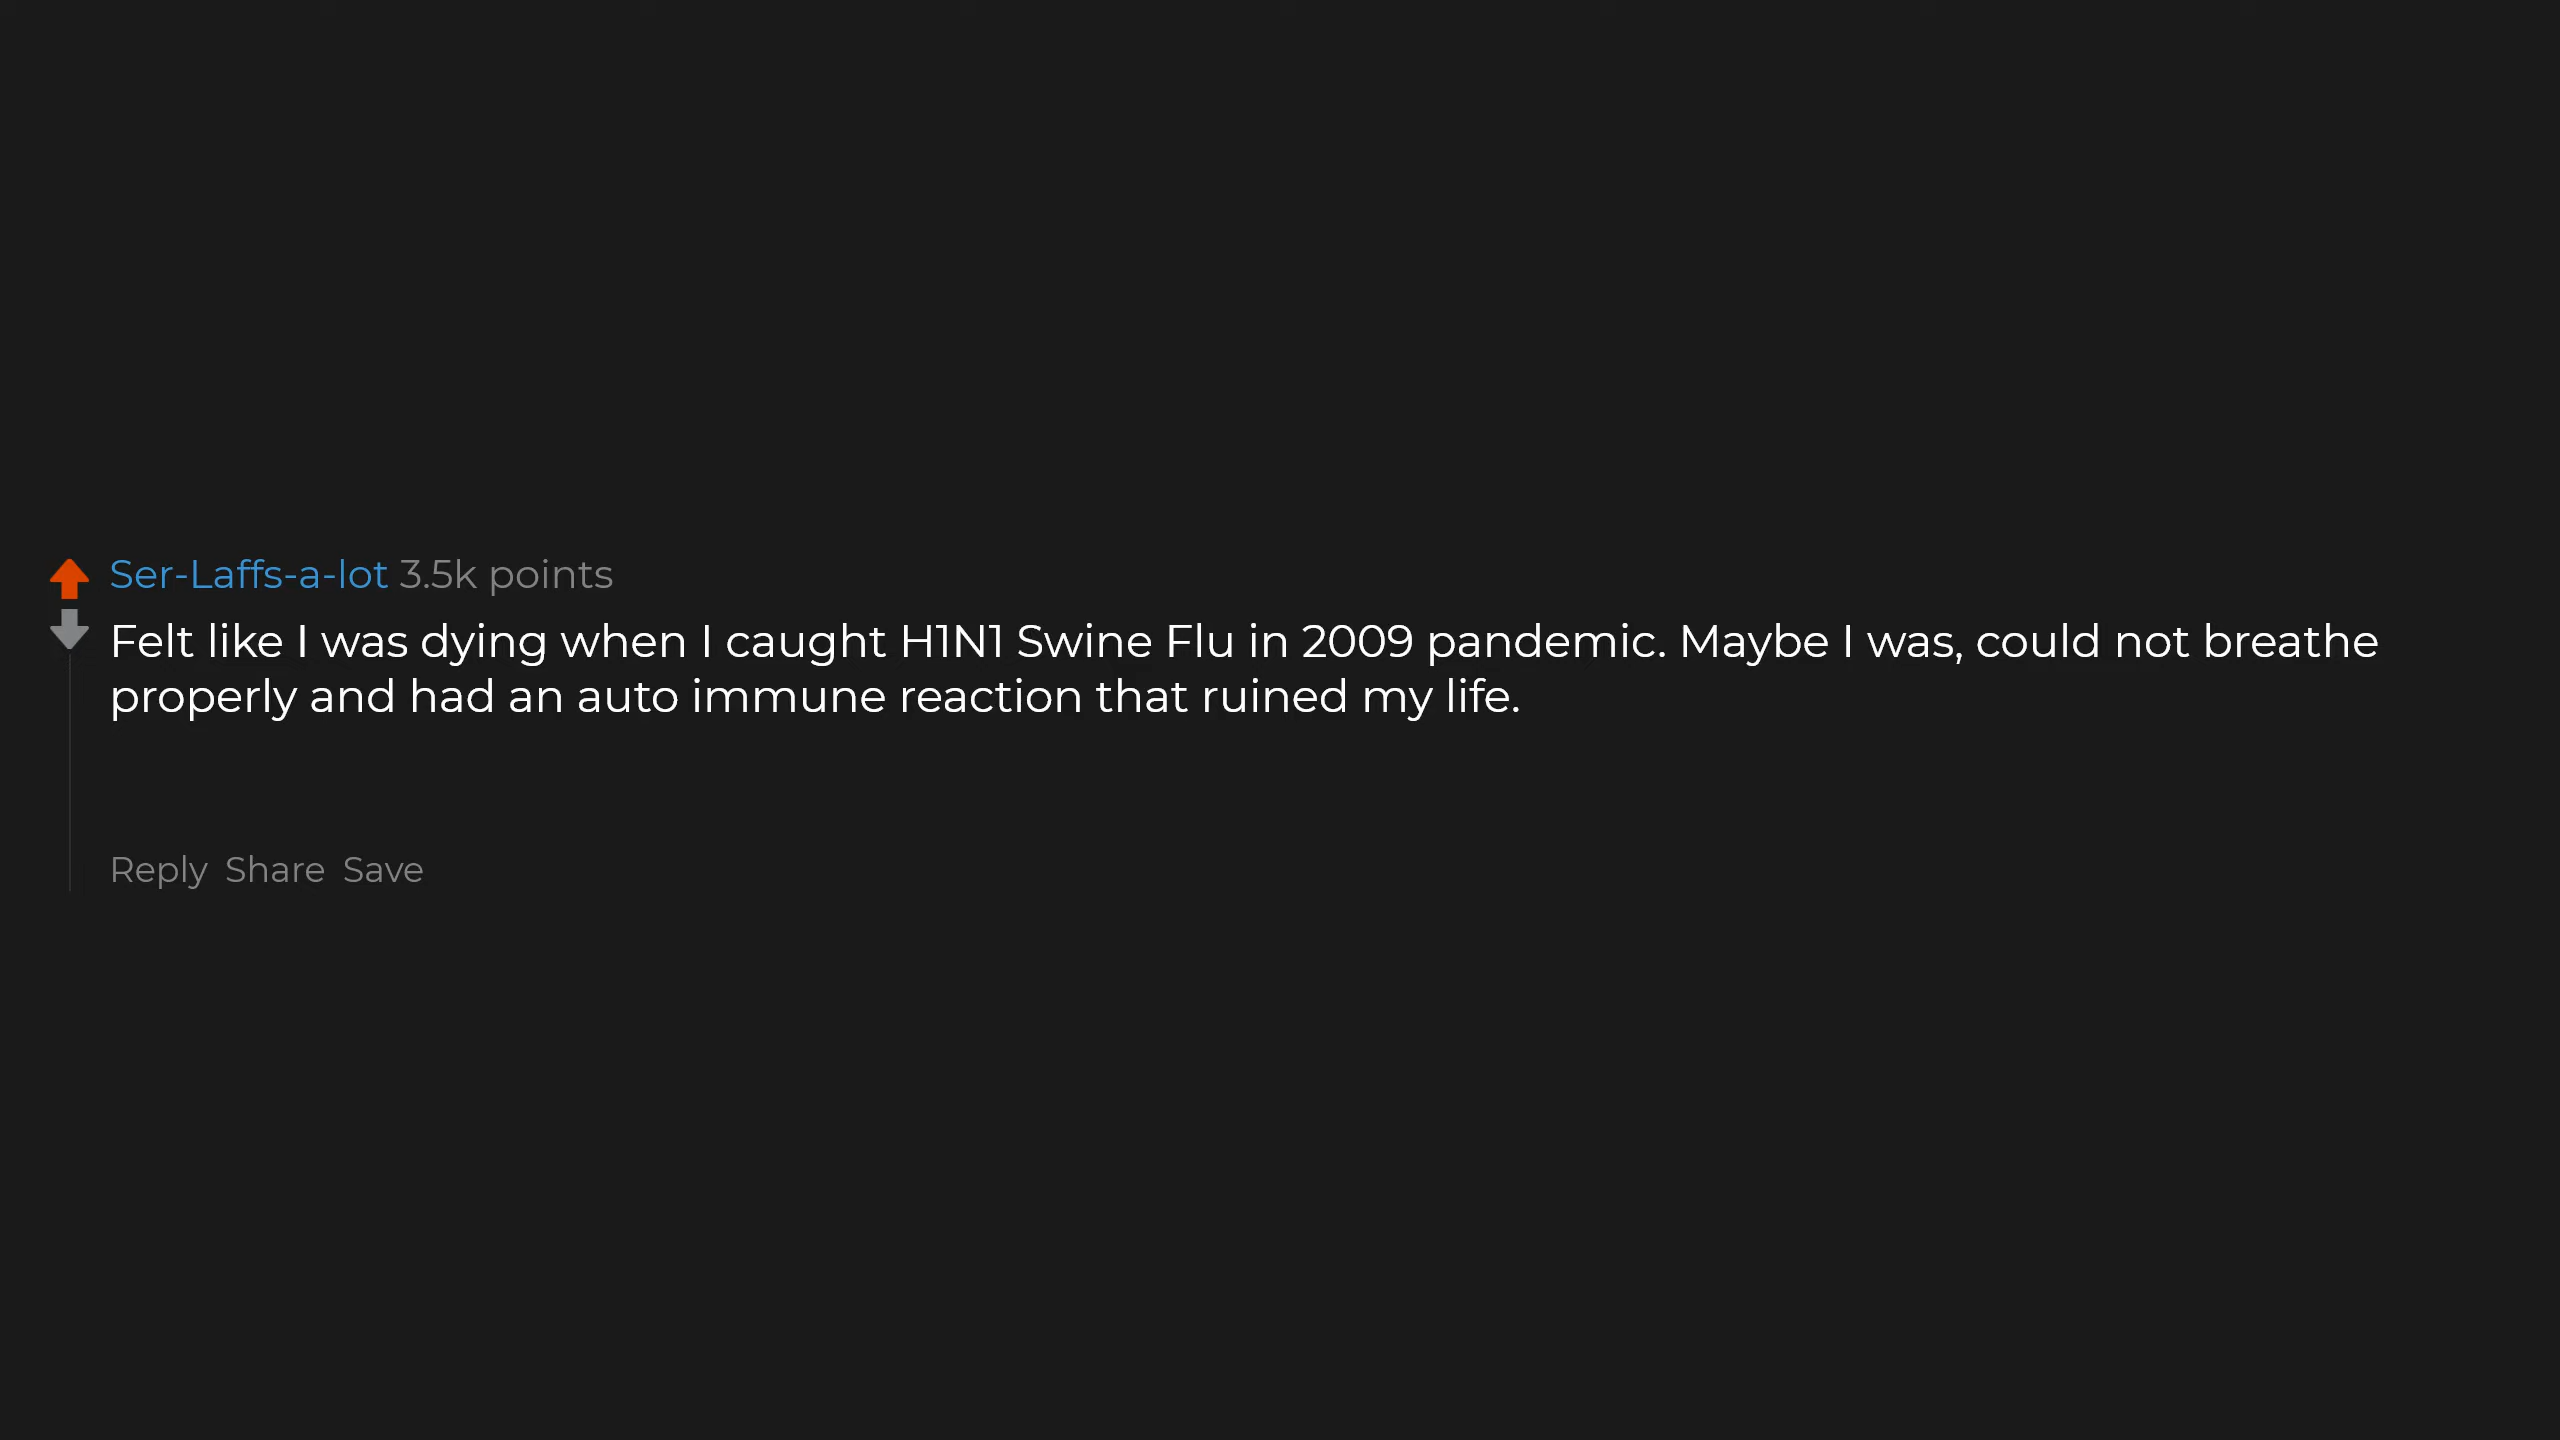 Ser-Laffs-a-lot 3.5k points
Felt like I was dying when I caught H1N1 Swine Flu in 2009 pandemic. Maybe I was, could not breathe
properly and had an auto immune reaction that ruined my life.
Reply Share Save